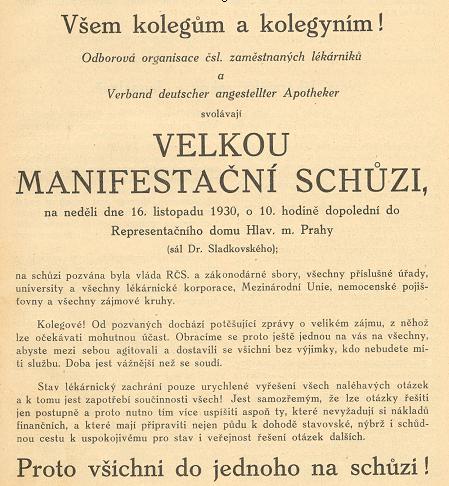 Všem kolegům a kolegyním!
Odborová organisace čsl. zaměstnaných lékárníků
a
Verband deutscher angestellter Apotheker
svolávají
VELKOU
MANIFESTAČNÍ SCHŮZI,
na neděli dne 16. listopadu 1930, o 10. hodině dopolední do
Representačního domu Hlav. m. Prahy
(sál Dr. Sladkovského);
na schůzi pozvána byla vláda RČS. a zákonodárné sbory, všechny příslušné úřady,
university a všechny lékárnické korporace, Mezinárodní Unie, nemocenské pojiš-
ťovny a všechny zájmové kruhy.
Kolegové! Od pozvaných dochází potěšující zprávy o velikém zájmu, z něhož
lze očekávati mohutnou účast. Obracíme se proto ještě jednou na vás na všechny,
abyste mezi sebou agitovali a dostavili se všichni bez výjimky, kdo nebudete mí-
ti službu. Doba jest vážnější než se soudí.
Stav lékárnický zachrání pouze urychlené vyřešení všech naléhavých otázek
a k tomu jest zapotřebí součinnosti všech! Jest samozřejmým, že lze otázky řešiti
jen postupně a proto nutno tím více uspíšiti aspoň ty, které nevyžadují si nákladů
finančních, a které mají připraviti nejen půdu k dohodě stavovské, nýbrž i schůd-
nou cestu k uspokojivému pro stav i veřejnost řešení otázek dalších.
Proto všichni do jednoho na schůzi!